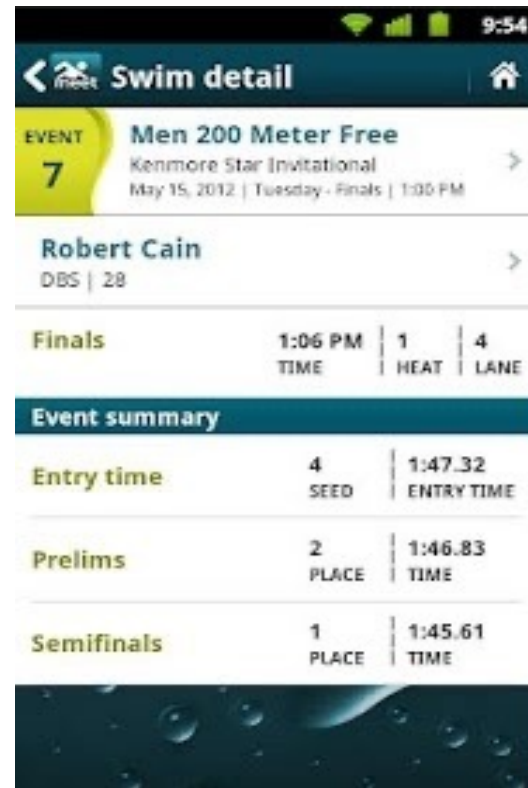 9:54
meet Swim detail
EVENT
7
Men 200 Meter Free
Kenmore Star Invitational
May 15, 2012 | Tuesday - Finals | 1:00 PM
Robert Cain
DBS | 28
Finals 1:06 PM 1 4
TIME HEAT LANE
Event summary
Entry time 4 1:47.32
SEED ENTRY TIME
Prelims 2 1:46.83
PLACE TIME
Semifinals 1 1:45.61
PLACE TIME